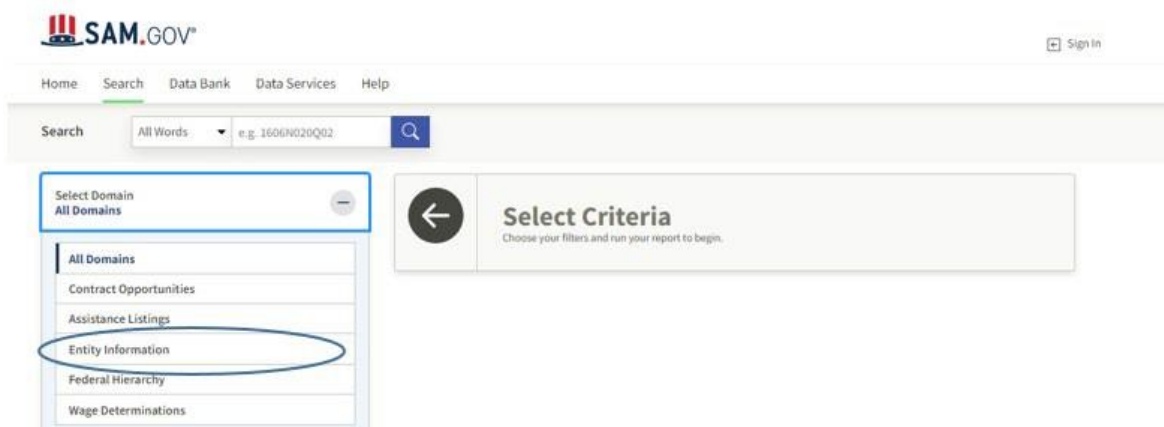 SAM.GOV®
Sign In
Home Search Data Bank Data Services Help
Search All Words e.g. 1606N020Q02
Select Domain
All Domains
Select Criteria
Choose your filters and run your report to begin.
All Domains
Contract Opportunities
Assistance Listings
Entity Information
Federal Hierarchy
Wage Determinations